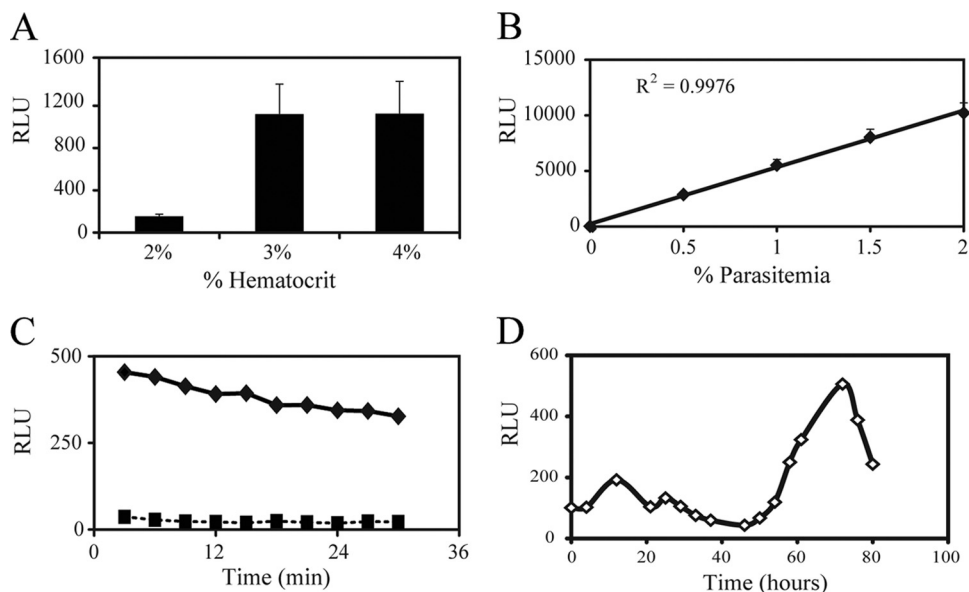 A
1600
1200
800
400
0
RLU
2% 3% 4%
% Hematocrit
B
15000
10000
5000
0
RLU
R² = 0.9976
0 0.5 1 1.5 2
% Parasitemia
C
500
250
0
RLU
0 12 24 36
Time (min)
D
600
400
200
0
RLU
0 20 40 60 80 100
Time (hours)